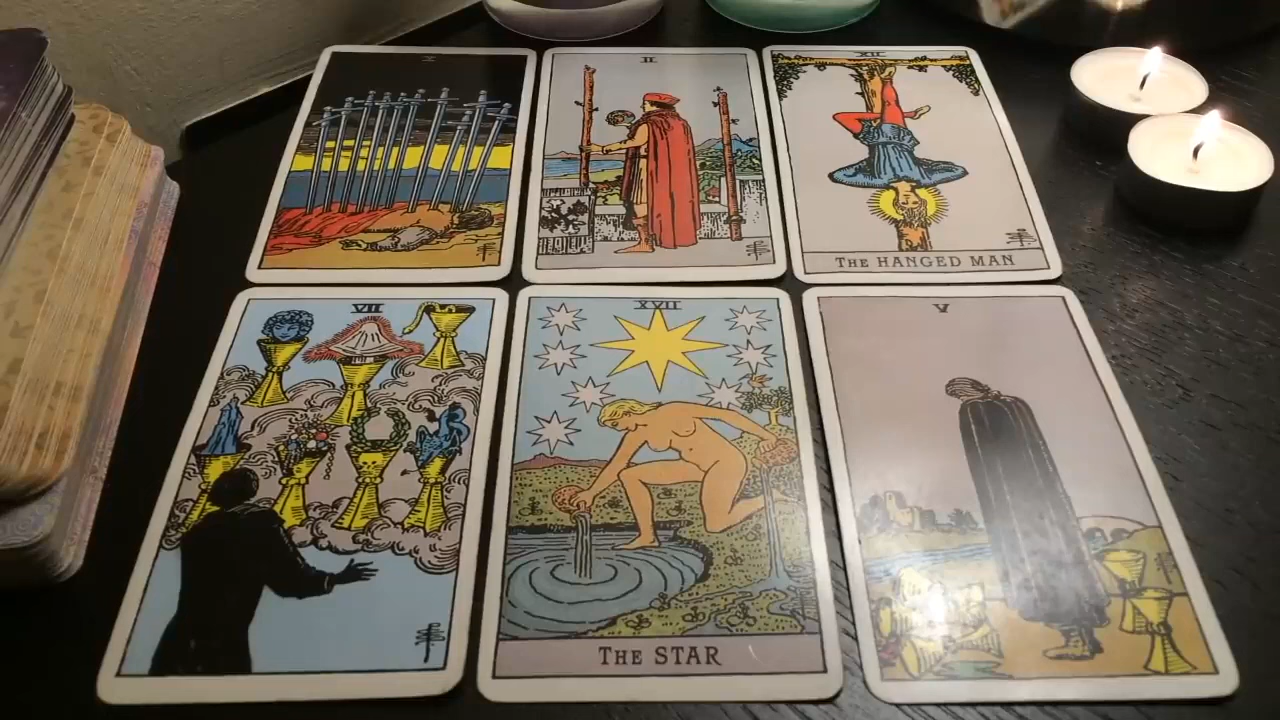 X
II
XII
THE HANGED MAN
VII
XVII
V
THE STAR